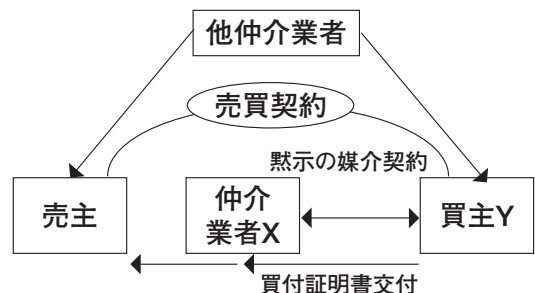 他仲介業者
売買契約
黙示の媒介契約
売主
仲介
業者X
買主Y
買付証明書交付